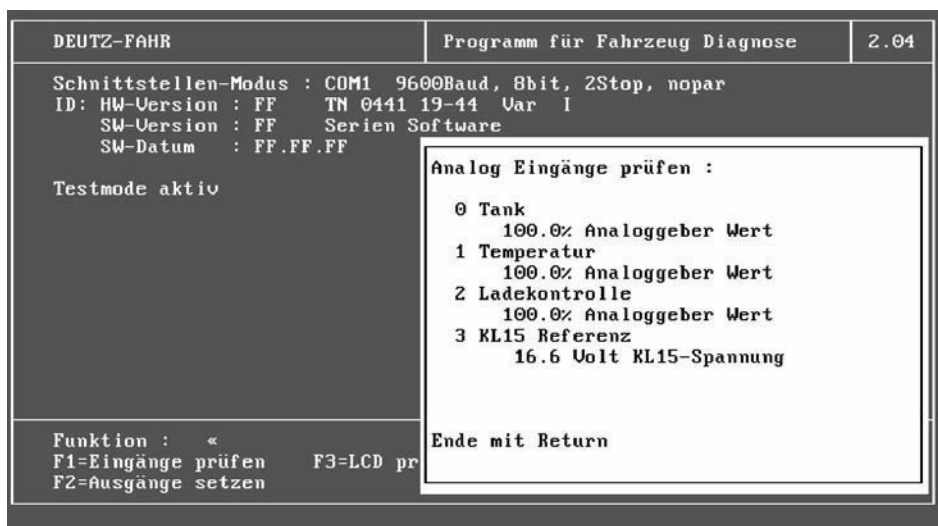 DEUTZ-FAHR Programm für Fahrzeug Diagnose 2.04
Schnittstellen-Modus : COM1 9600Baud, 8bit, 2Stop, nopar
ID: HW-Version : FF TN 0441 19-44 Var I
SW-Version : FF Serien Software
SW-Datum : FF.FF.FF
Testmode aktiv
Analog Eingänge prüfen :
0 Tank
100.0% Analoggeber Wert
1 Temperatur
100.0% Analoggeber Wert
2 Ladekontrolle
100.0% Analoggeber Wert
3 KL15 Referenz
16.6 Volt KL15-Spannung
Ende mit Return
Funktion : «
F1=Eingänge prüfen F3=LCD pr
F2=Ausgänge setzen